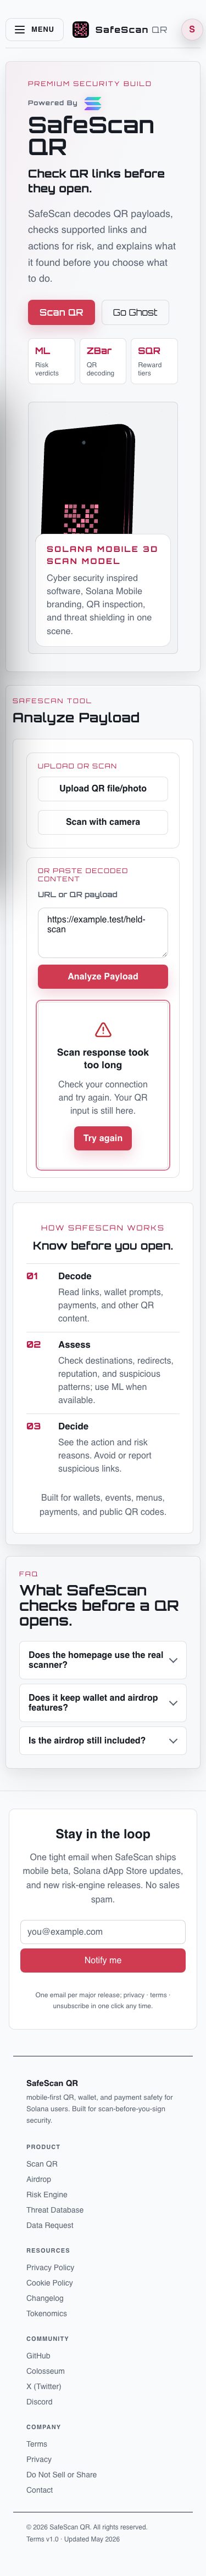 MENU
SafeScan QR
S
PREMIUM SECURITY BUILD
Powered By
SafeScan
QR
Check QR links before
they open.
SafeScan decodes QR payloads,
checks supported links and
actions for risk, and explains what
it found before you choose what
to do.
Scan QR
Go Ghost
ML
Risk
verdicts
ZBar
QR
decoding
SQR
Reward
tiers
SOLANA MOBILE 3D
SCAN MODEL
Cyber security inspired
software, Solana Mobile
branding, QR inspection,
and threat shielding in one
scene.
SAFESCAN TOOL
Analyze Payload
UPLOAD OR SCAN
Upload QR file/photo
Scan with camera
OR PASTE DECODED
CONTENT
URL or QR payload
https://example.test/held-
scan
Analyze Payload
Scan response took
too long
Check your connection
and try again. Your QR
input is still here.
Try again
HOW SAFESCAN WORKS
Know before you open.
01
Decode
Read links, wallet prompts,
payments, and other QR
content.
02
Assess
Check destinations, redirects,
reputation, and suspicious
patterns; use ML when
available.
03
Decide
See the action and risk
reasons. Avoid or report
suspicious links.
Built for wallets, events, menus,
payments, and public QR codes.
FAQ
What SafeScan
checks before a QR
opens.
Does the homepage use the real
scanner?
Does it keep wallet and airdrop
features?
Is the airdrop still included?
Stay in the loop
One tight email when SafeScan ships
mobile beta, Solana dApp Store updates,
and new risk-engine releases. No sales
spam.
you@example.com
Notify me
One email per major release; privacy · terms ·
unsubscribe in one click any time.
SafeScan QR
mobile-first QR, wallet, and payment safety for
Solana users. Built for scan-before-you-sign
security.
PRODUCT
Scan QR
Airdrop
Risk Engine
Threat Database
Data Request
RESOURCES
Privacy Policy
Cookie Policy
Changelog
Tokenomics
COMMUNITY
GitHub
Colosseum
X (Twitter)
Discord
COMPANY
Terms
Privacy
Do Not Sell or Share
Contact
© 2026 SafeScan QR. All rights reserved.
Terms v1.0 · Updated May 2026